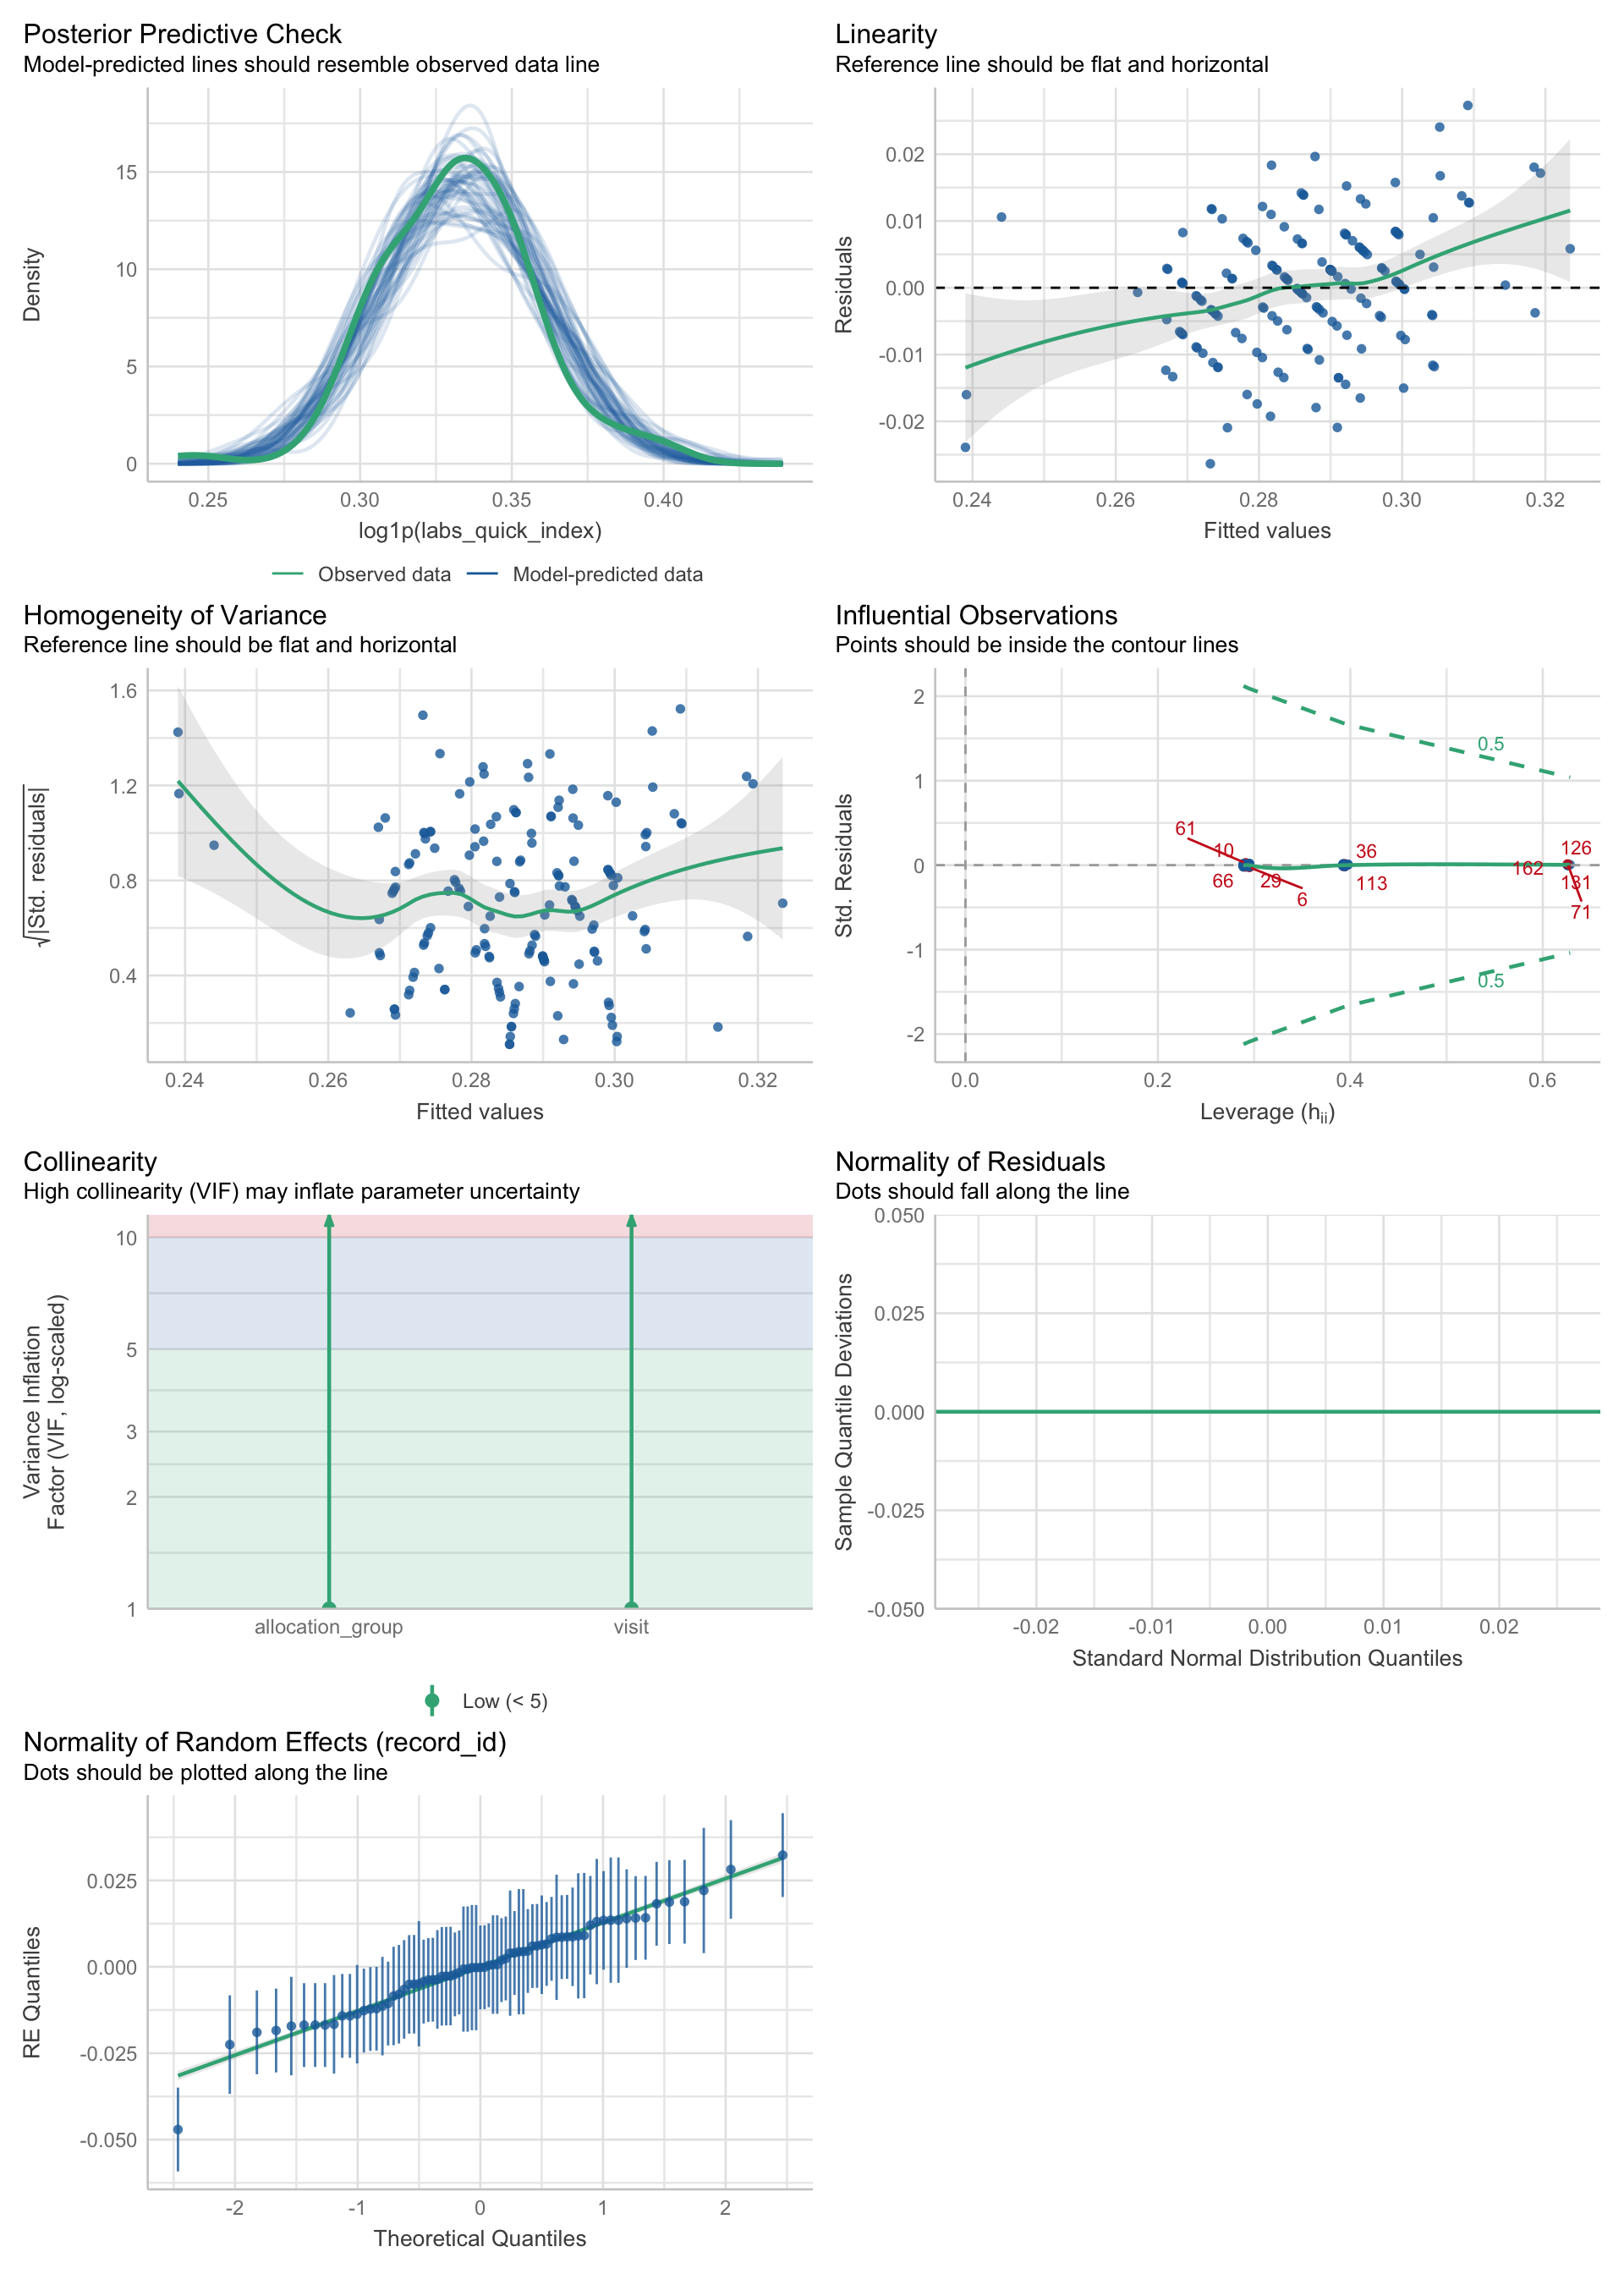 Posterior Predictive Check
Model-predicted lines should resemble observed data line
Density
15
10
5
0
0.25 0.30 0.35 0.40
log1p(labs_quick_index)
Observed data Model-predicted data
Linearity
Reference line should be flat and horizontal
Residuals
0.02
0.01
0.00
-0.01
-0.02
0.24 0.26 0.28 0.30 0.32
Fitted values
Homogeneity of Variance
Reference line should be flat and horizontal
√|Std. residuals|
1.6
1.2
0.8
0.4
0.24 0.26 0.28 0.30 0.32
Fitted values
Influential Observations
Points should be inside the contour lines
Std. Residuals
2
1
0
-1
-2
0.5
61
10 36 126
162
66 29 113 131
6
71
0.5
0.0 0.2 0.4 0.6
Leverage (hii)
Collinearity
High collinearity (VIF) may inflate parameter uncertainty
Variance Inflation
Factor (VIF, log-scaled)
10
5
3
2
1
allocation_group visit
Low (< 5)
Normality of Residuals
Dots should fall along the line
Sample Quantile Deviations
0.050
0.025
0.000
-0.025
-0.050
-0.02 -0.01 0.00 0.01 0.02
Standard Normal Distribution Quantiles
Normality of Random Effects (record_id)
Dots should be plotted along the line
RE Quantiles
0.025
0.000
-0.025
-0.050
-2 -1 0 1 2
Theoretical Quantiles